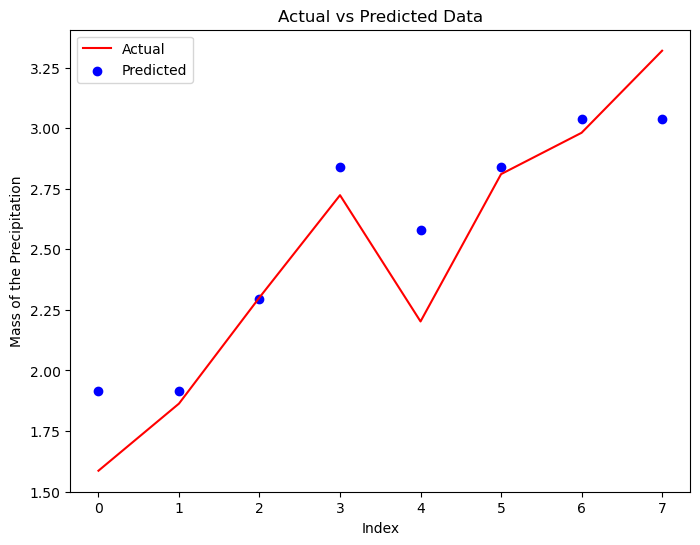 Actual vs Predicted Data
Actual
Predicted
Mass of the Precipitation
3.25
3.00
2.75
2.50
2.25
2.00
1.75
1.50
0 1 2 3 4 5 6 7
Index